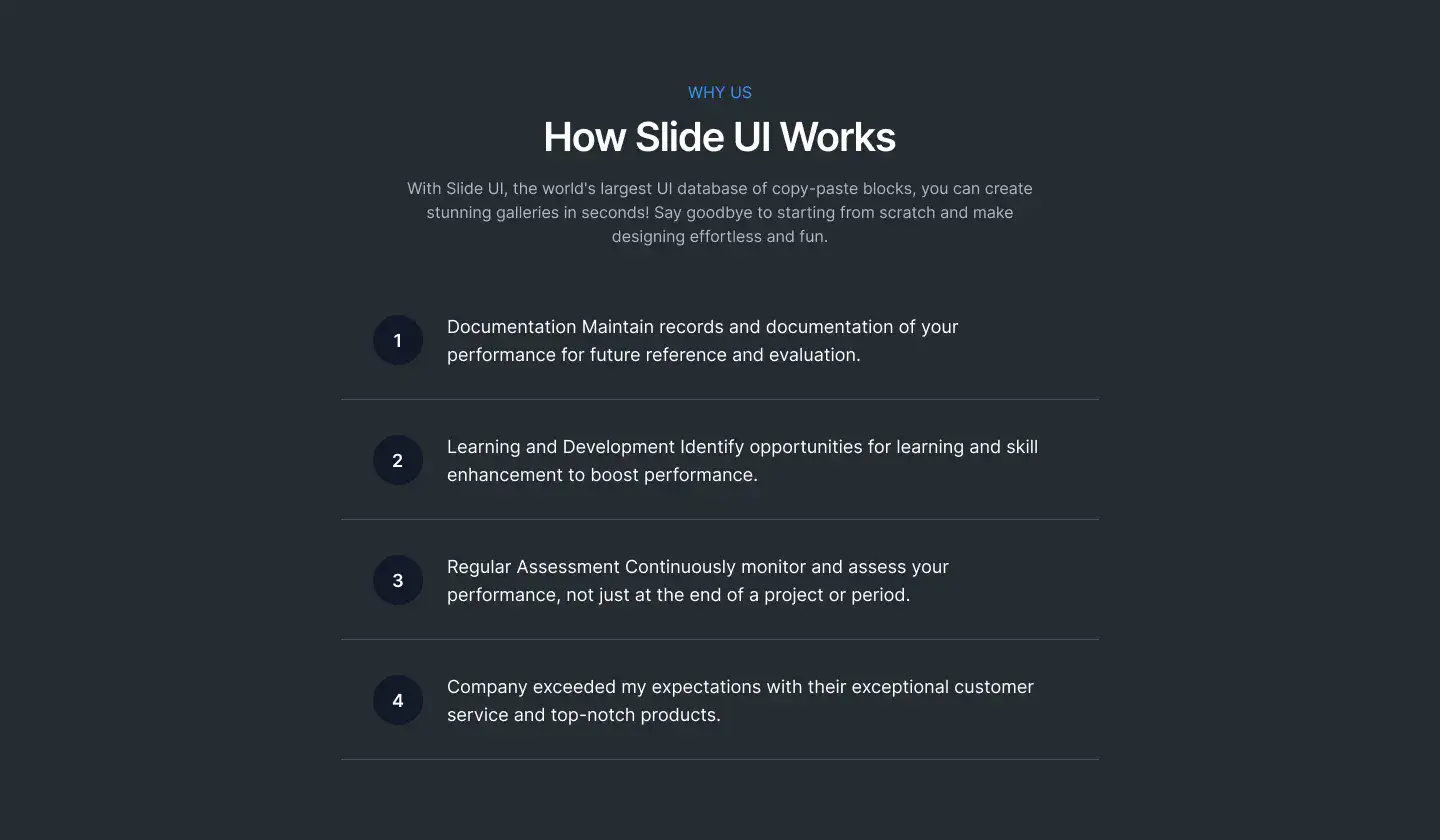 WHY US
How Slide UI Works
With Slide UI, the world's largest UI database of copy-paste blocks, you can create
stunning galleries in seconds! Say goodbye to starting from scratch and make
designing effortless and fun.
1
Documentation Maintain records and documentation of your
performance for future reference and evaluation.
2
Learning and Development Identify opportunities for learning and skill
enhancement to boost performance.
3
Regular Assessment Continuously monitor and assess your
performance, not just at the end of a project or period.
4
Company exceeded my expectations with their exceptional customer
service and top-notch products.